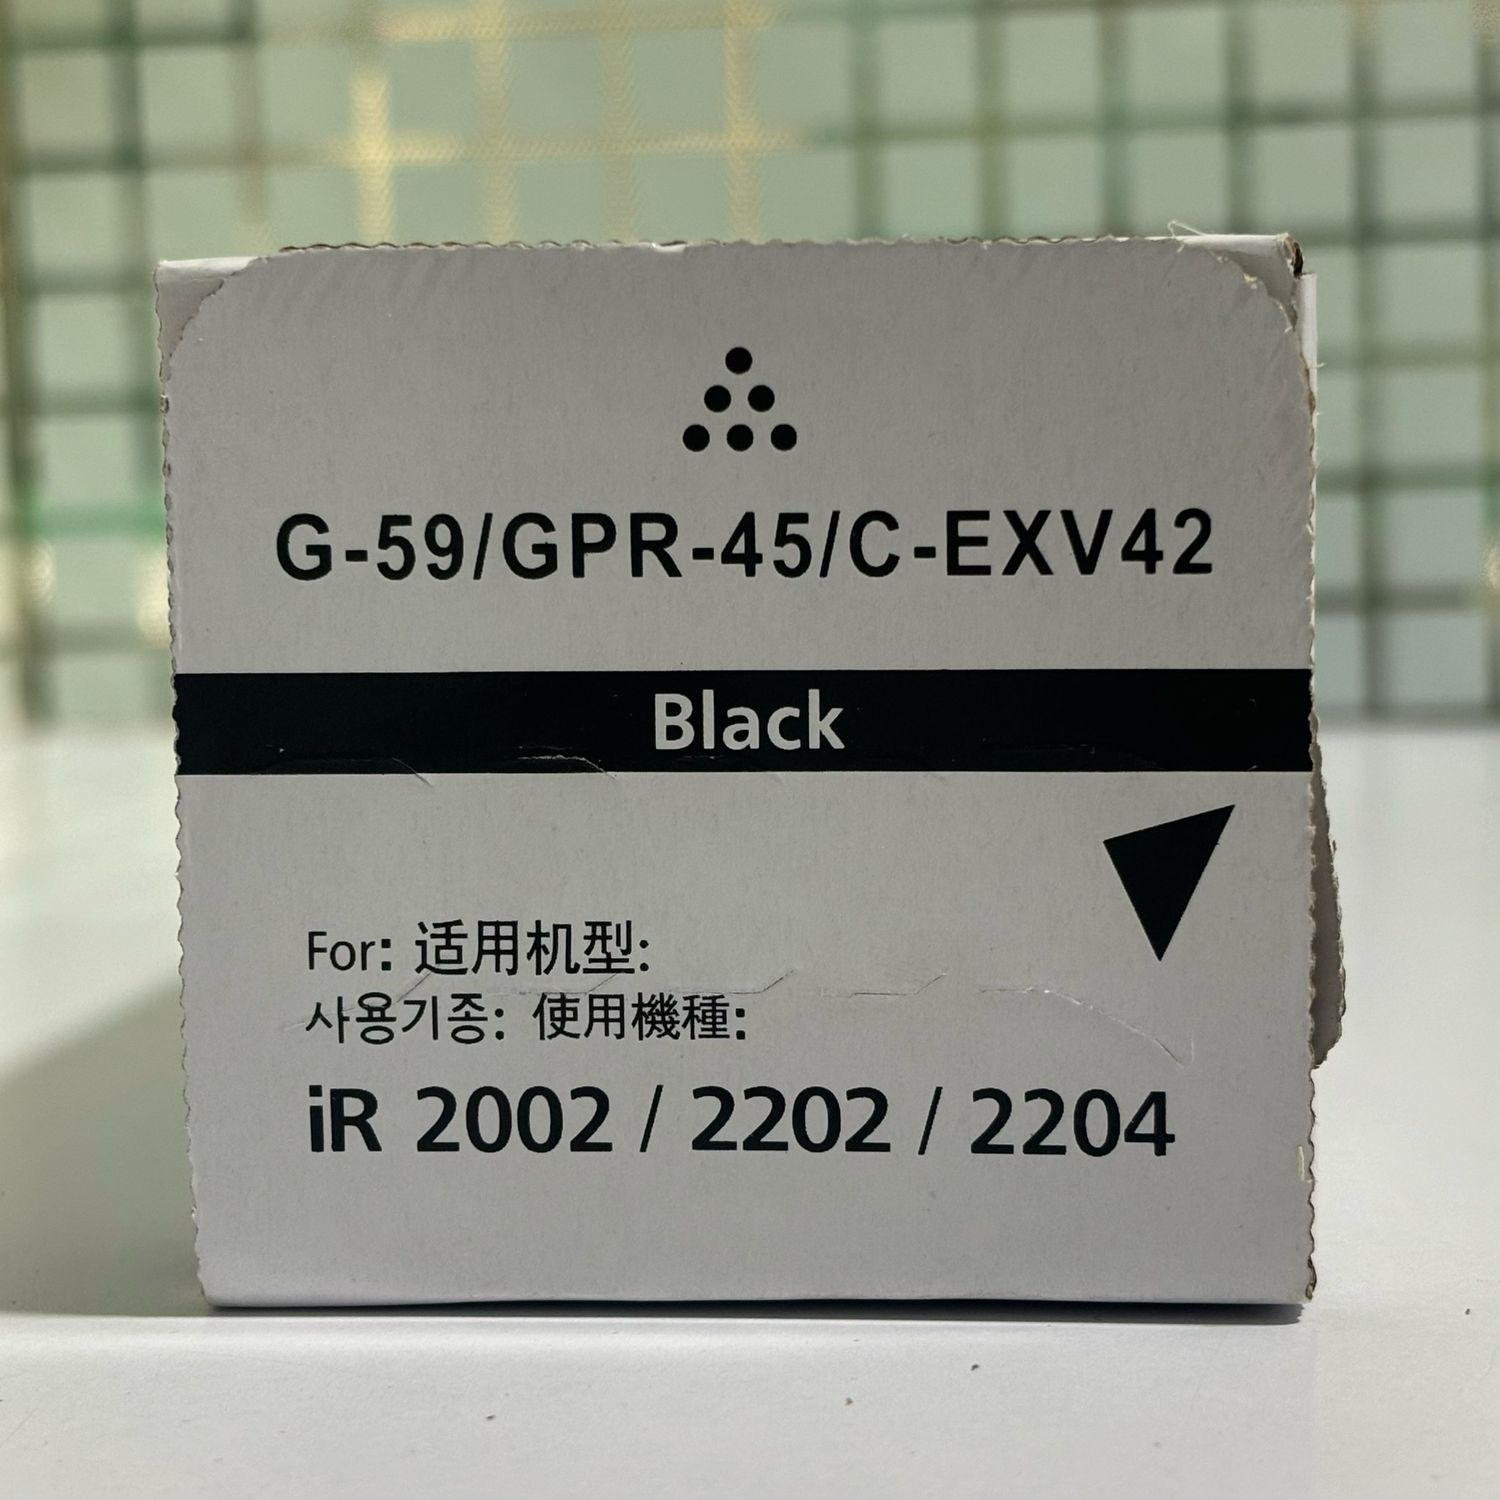 G-59/GPR-45/C-EXV42
Black
For: 适用机型:
사용기종: 使用機種:
iR 2002 / 2202 / 2204